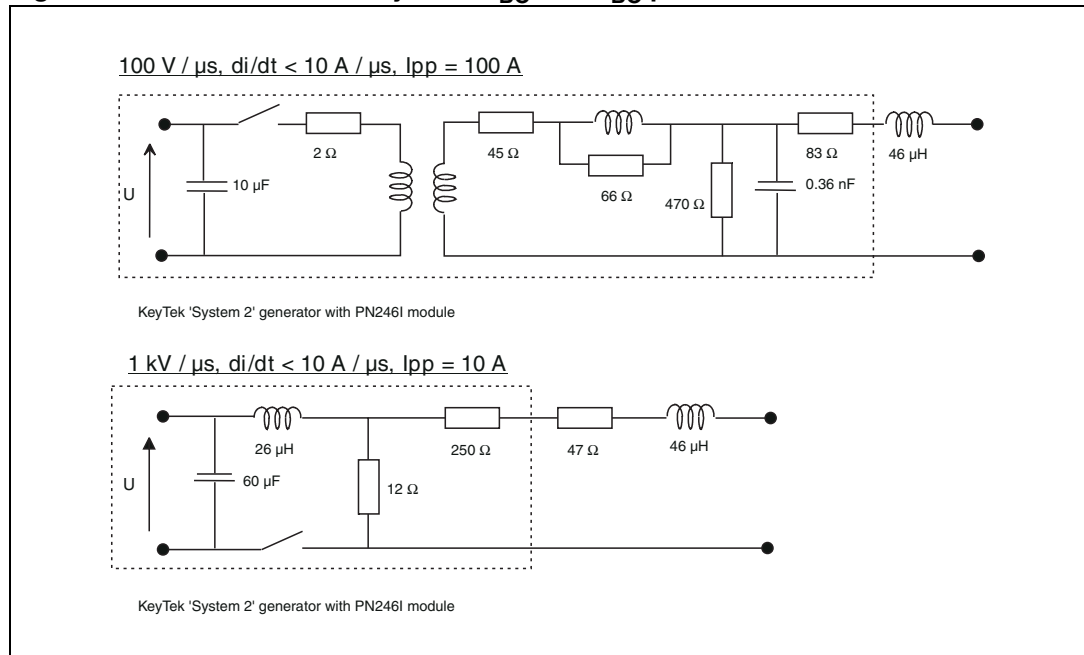 100 V / µs, di/dt < 10 A / µs, Ipp = 100 A
U
10 µF
2 Ω
45 Ω
66 Ω
470 Ω
83 Ω
0.36 nF
46 µH
KeyTek 'System 2' generator with PN246I module
1 kV / µs, di/dt < 10 A / µs, Ipp = 10 A
U
60 µF
26 µH
12 Ω
250 Ω
47 Ω
46 µH
KeyTek 'System 2' generator with PN246I module